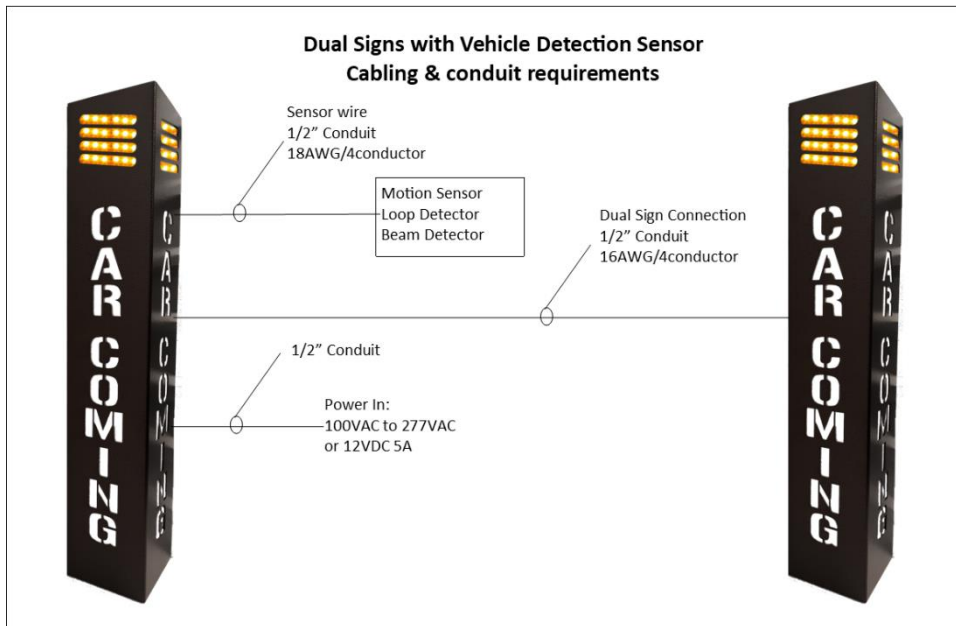 Dual Signs with Vehicle Detection Sensor
Cabling & conduit requirements
Sensor wire
1/2” Conduit
18AWG/4conductor
Motion Sensor
Loop Detector
Beam Detector
Dual Sign Connection
1/2” Conduit
16AWG/4conductor
1/2” Conduit
Power In:
100VAC to 277VAC
or 12VDC 5A
CAR COMING
CAR COMING
CAR COMING
CAR COMING